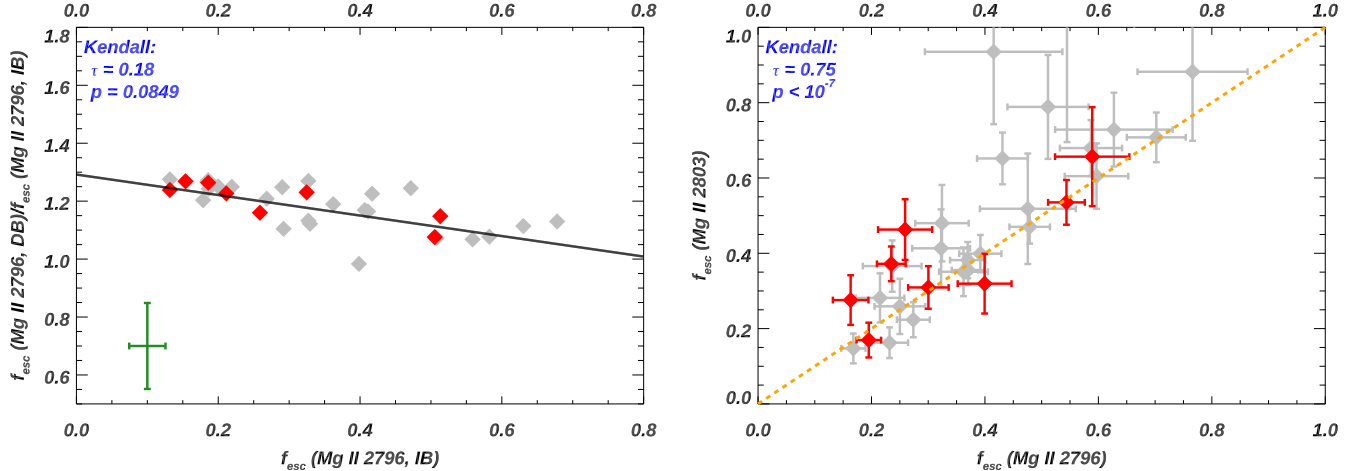 0.0 0.2 0.4 0.6 0.8
1.8
1.6
1.4
1.2
1.0
0.8
0.6
f_esc (Mg II 2796, DB)/f_esc (Mg II 2796, IB)
Kendall:
τ = 0.18
p = 0.0849
0.0 0.2 0.4 0.6 0.8
f_esc (Mg II 2796, IB)
0.0 0.2 0.4 0.6 0.8 1.0
1.0
0.8
0.6
0.4
0.2
0.0
f_esc (Mg II 2803)
Kendall:
τ = 0.75
p < 10^-7
0.0 0.2 0.4 0.6 0.8 1.0
f_esc (Mg II 2796)